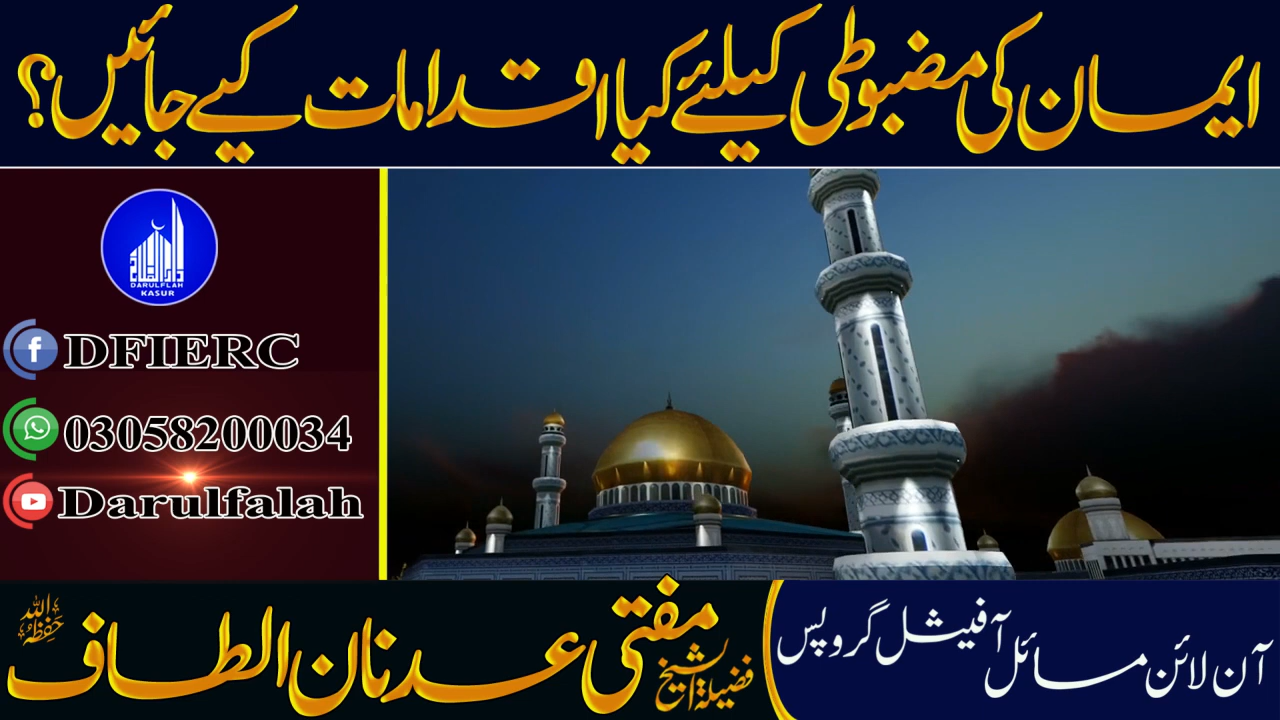 ایمان کی مضبوطی کیلئے کیا اقدامات کیے جائیں؟
دارالفلاح
DARULFLAH
KASUR
DFIERC
03058200034
Darulfalah
آن لائن مسائل آفیشل گروپس
فضیلۃ الشیخ مفتی عدنان الطاف حفظہ اللہ